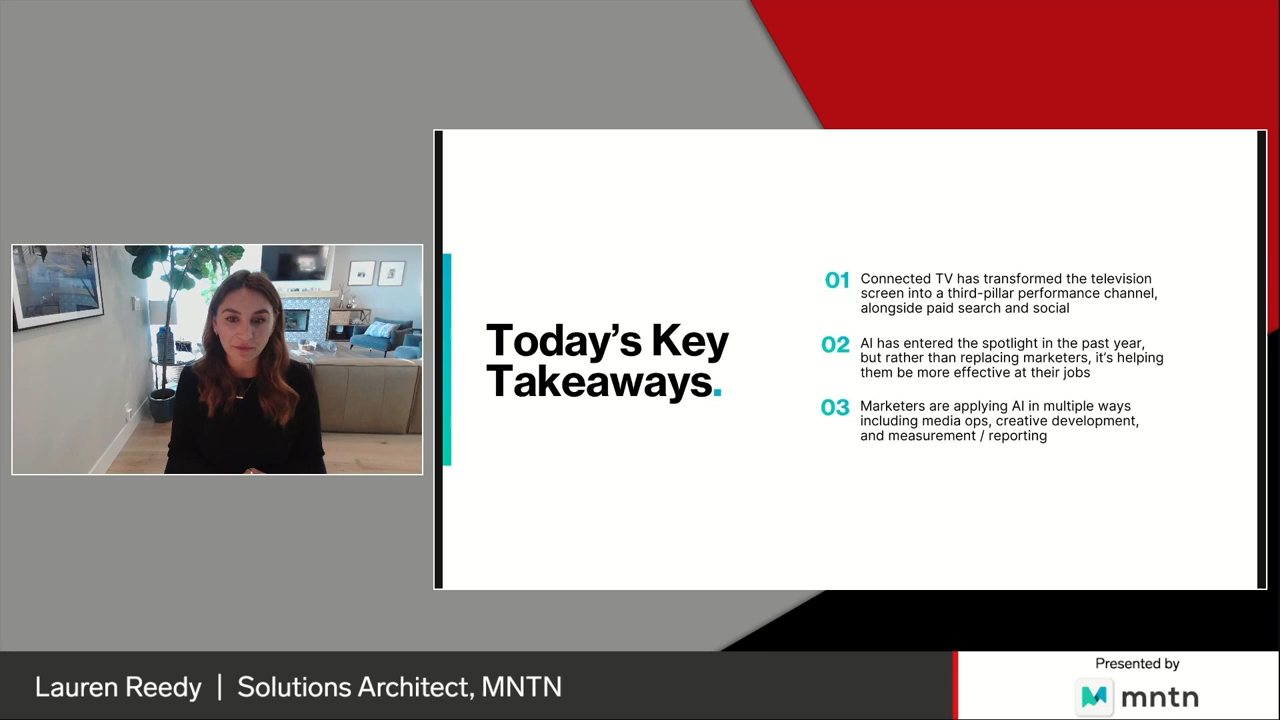 Today's Key
Takeaways.
01 Connected TV has transformed the television
screen into a third-pillar performance channel,
alongside paid search and social
02 AI has entered the spotlight in the past year,
but rather than replacing marketers, it's helping
them be more effective at their jobs
03 Marketers are applying AI in multiple ways
including media ops, creative development,
and measurement / reporting
Lauren Reedy | Solutions Architect, MNTN
Presented by
mntn